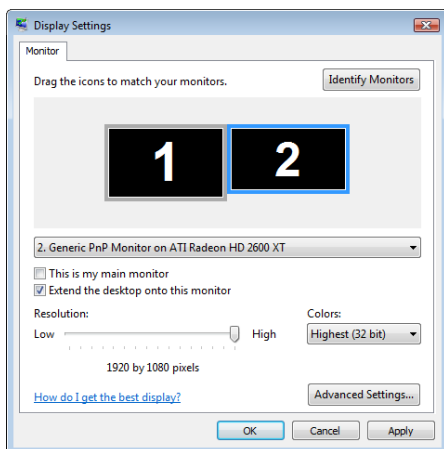 Display Settings
Monitor
Drag the icons to match your monitors.
Identify Monitors
1
2
2. Generic PnP Monitor on ATI Radeon HD 2600 XT
This is my main monitor
Extend the desktop onto this monitor
Resolution:
Colors:
Low
High
Highest (32 bit)
1920 by 1080 pixels
How do I get the best display?
Advanced Settings...
OK
Cancel
Apply